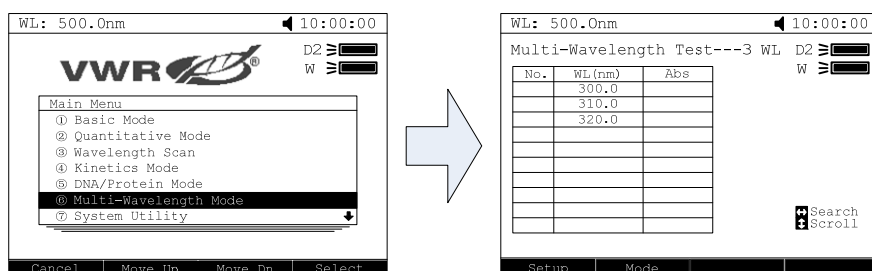 WL: 500.0nm 10:00:00
VWR ®
D2
W
Main Menu
① Basic Mode
② Quantitative Mode
③ Wavelength Scan
④ Kinetics Mode
⑤ DNA/Protein Mode
⑥ Multi-Wavelength Mode
⑦ System Utility
Cancel Move Up Move Dn Select
WL: 500.0nm 10:00:00
Multi-Wavelength Test---3 WL D2
W
No. WL(nm) Abs
300.0
310.0
320.0
Search
Scroll
Setup Mode